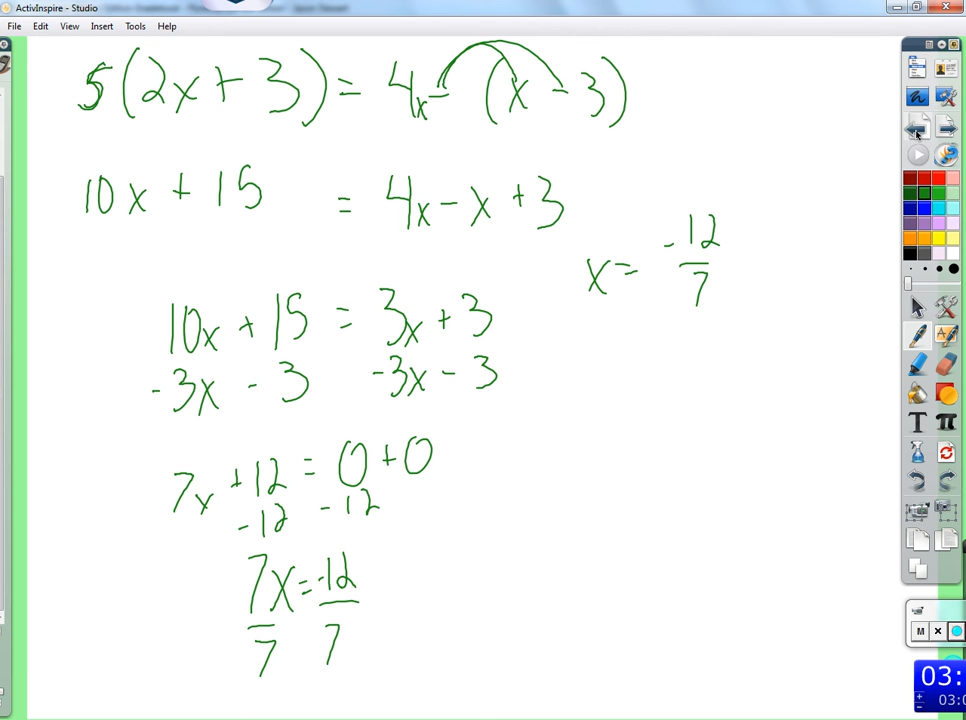 ActivInspire - Studio
File Edit View Insert Tools Help
5(2x + 3) = 4x - (x - 3)
10x + 15 = 4x - x + 3
x = -12/7
10x + 15 = 3x + 3
-3x - 3 -3x - 3
7x + 12 = 0 + 0
-12 -12
7x = -12
7 7
T π
M ×
03:
03:0